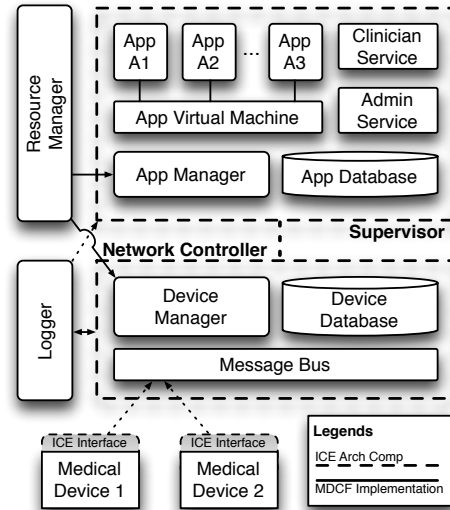 App A1
App A2
...
App A3
Clinician Service
Resource Manager
App Virtual Machine
Admin Service
App Manager
App Database
Supervisor
Network Controller
Logger
Device Manager
Device Database
Message Bus
ICE Interface
Medical Device 1
ICE Interface
Medical Device 2
Legends
ICE Arch Comp
MDCF Implementation